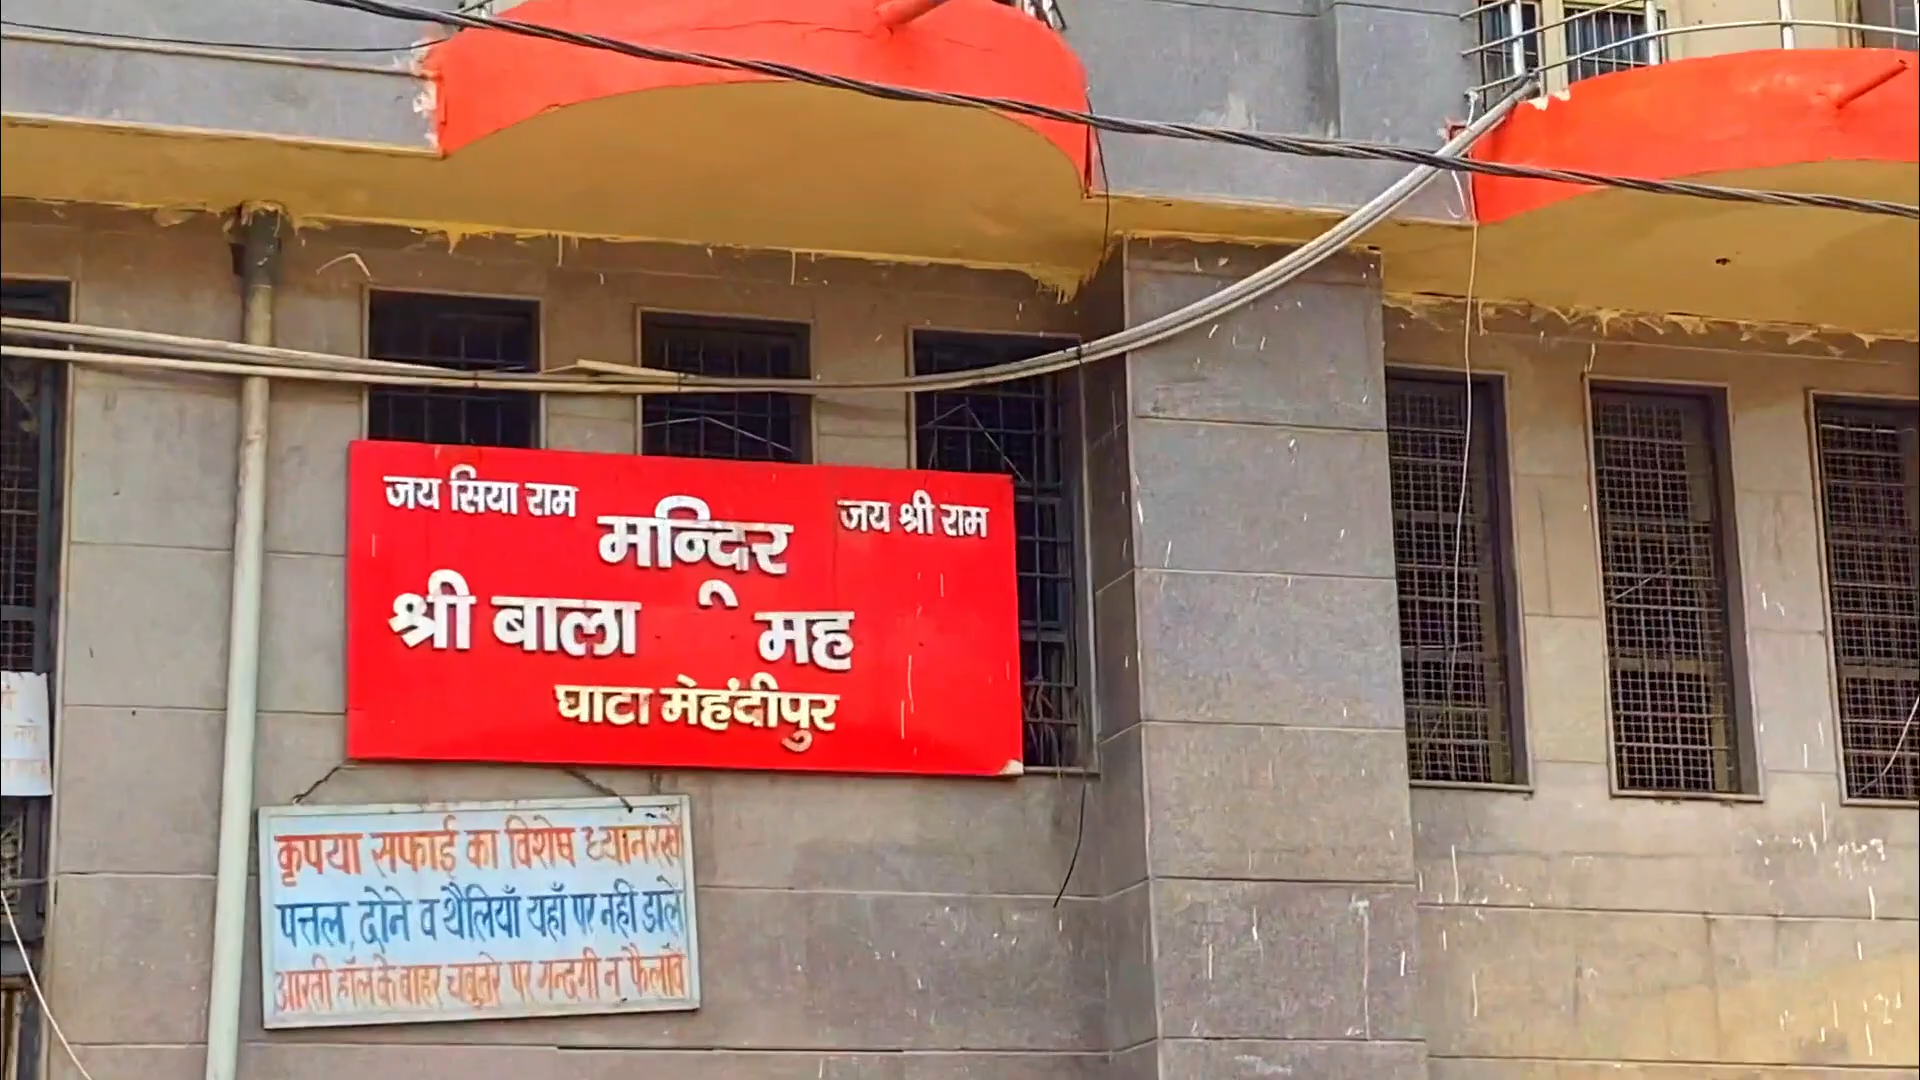 जय सिया राम
जय श्री राम
मन्दिर
श्री बाला मह
घाटा मेहंदीपुर
कृपया सफाई का विशेष ध्यान रखे
पत्तल, दोने व थैलियाँ यहाँ पर नही डाले
आरती हॉल के बाहर चबुतरे पर गन्दगी न फैलावे